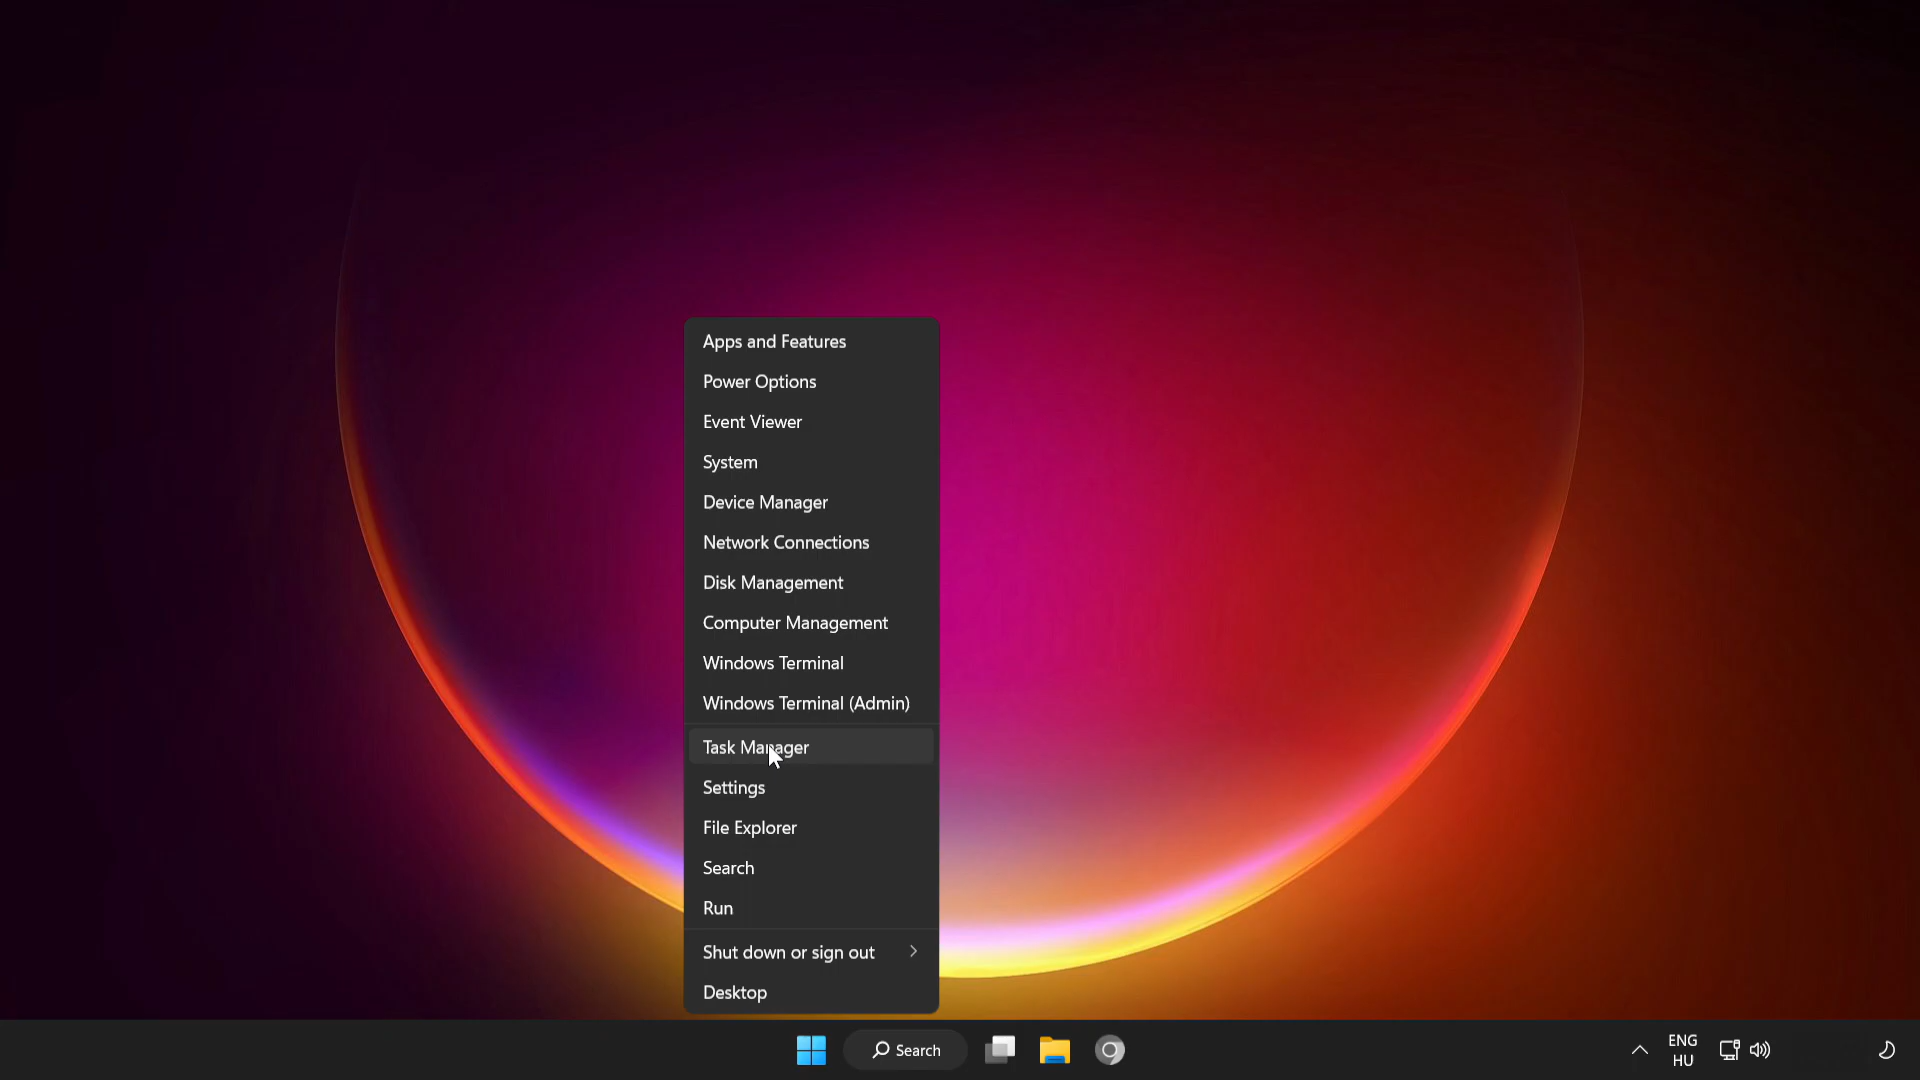 Apps and Features
Power Options
Event Viewer
System
Device Manager
Network Connections
Disk Management
Computer Management
Windows Terminal
Windows Terminal (Admin)
Task Manager
Settings
File Explorer
Search
Run
Shut down or sign out
Desktop
Search
ENG
HU